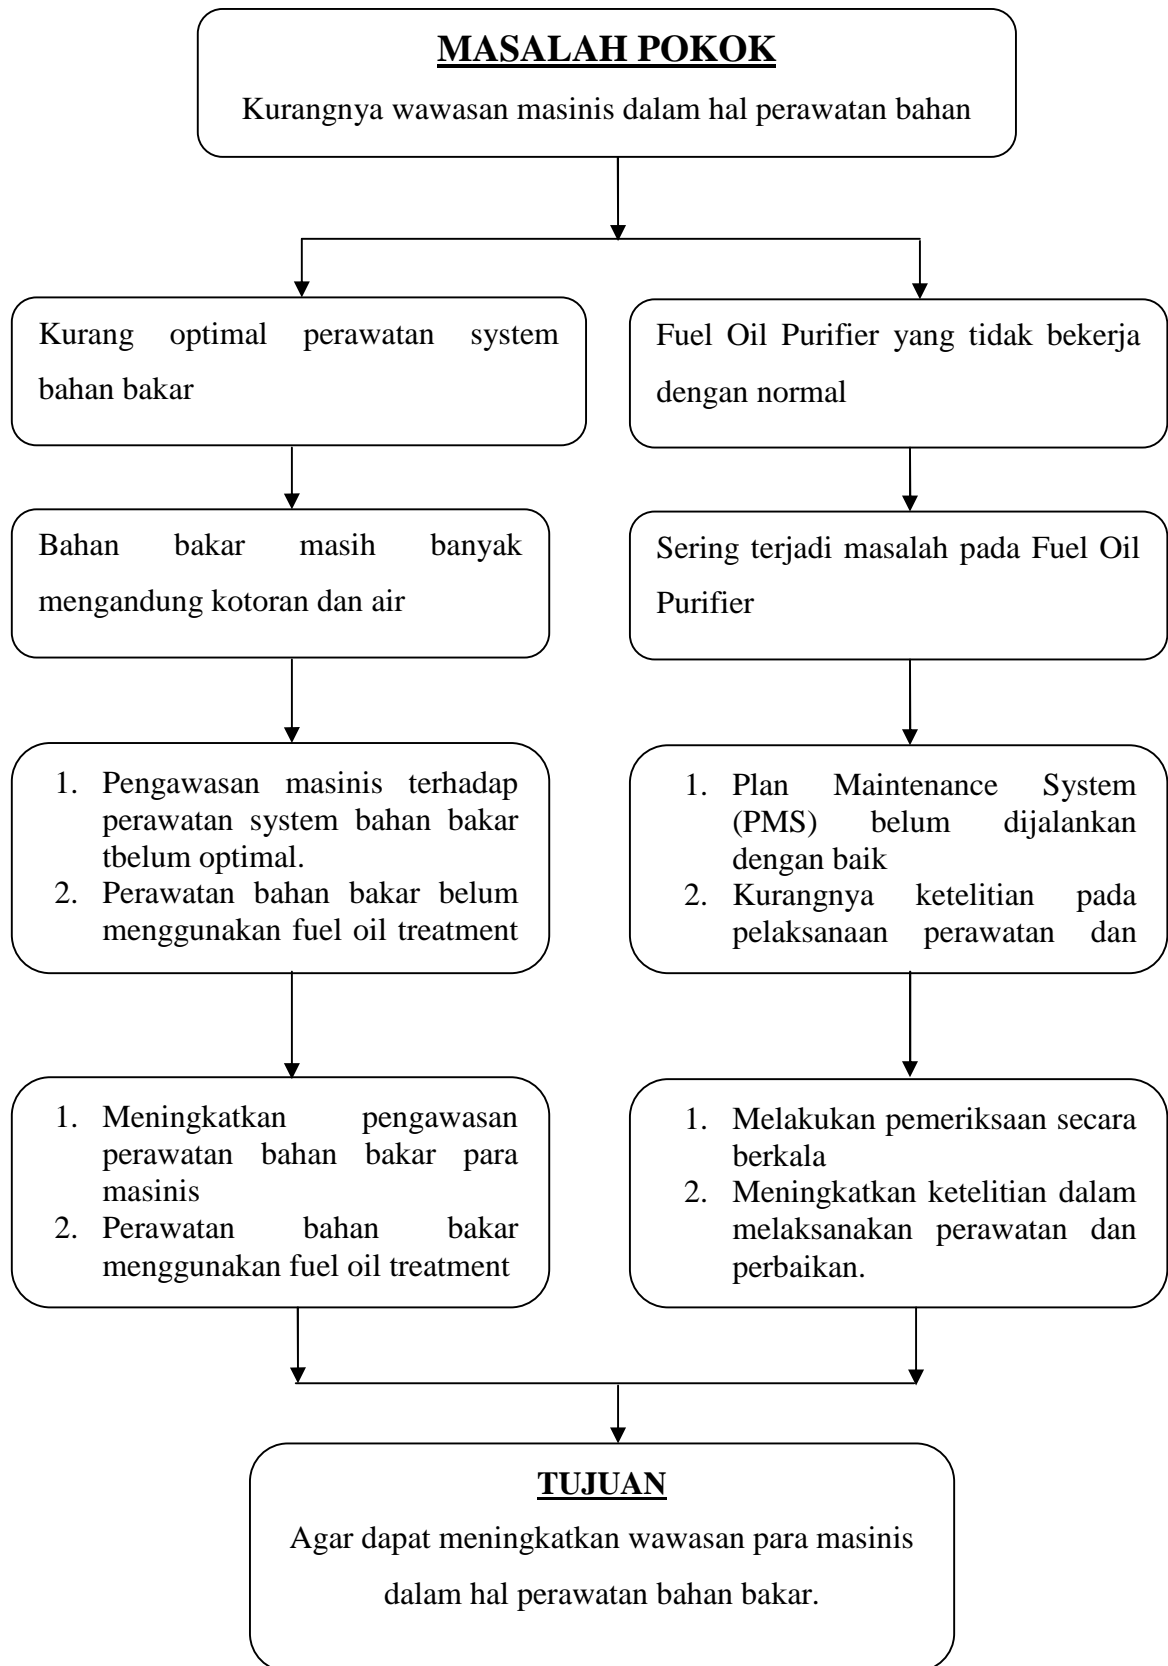 MASALAH POKOK
Kurangnya wawasan masinis dalam hal perawatan bahan
Kurang optimal perawatan system
bahan bakar
Fuel Oil Purifier yang tidak bekerja
dengan normal
Bahan bakar masih banyak
mengandung kotoran dan air
Sering terjadi masalah pada Fuel Oil
Purifier
1. Pengawasan masinis terhadap
perawatan system bahan bakar
tbelum optimal.
2. Perawatan bahan bakar belum
menggunakan fuel oil treatment
1. Plan Maintenance System
(PMS) belum dijalankan
dengan baik
2. Kurangnya ketelitian pada
pelaksanaan perawatan dan
1. Meningkatkan pengawasan
perawatan bahan bakar para
masinis
2. Perawatan bahan bakar
menggunakan fuel oil treatment
1. Melakukan pemeriksaan secara
berkala
2. Meningkatkan ketelitian dalam
melaksanakan perawatan dan
perbaikan.
TUJUAN
Agar dapat meningkatkan wawasan para masinis
dalam hal perawatan bahan bakar.